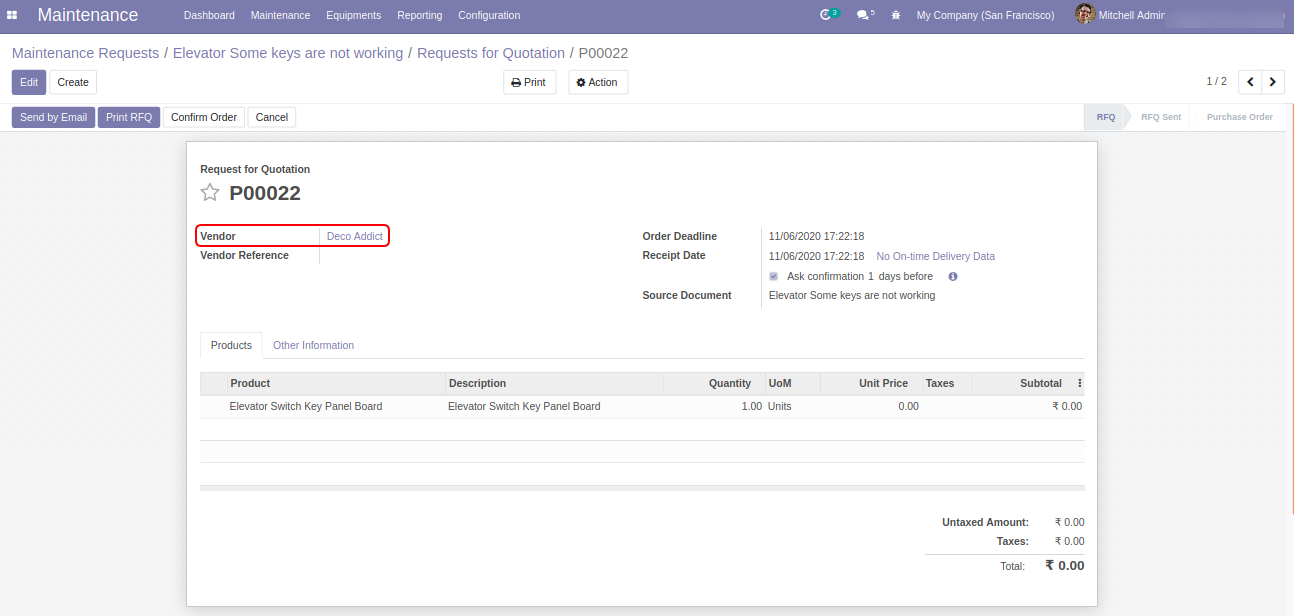 Maintenance Dashboard Maintenance Equipments Reporting Configuration 3 5 My Company (San Francisco) Mitchell Admin
Maintenance Requests / Elevator Some keys are not working / Requests for Quotation / P00022
Edit Create Print Action 1 / 2
Send by Email Print RFQ Confirm Order Cancel RFQ RFQ Sent Purchase Order
Request for Quotation
P00022
Vendor Deco Addict
Vendor Reference
Order Deadline 11/06/2020 17:22:18
Receipt Date 11/06/2020 17:22:18 No On-time Delivery Data
Ask confirmation 1 days before
Source Document Elevator Some keys are not working
Products Other Information
Product Description Quantity UoM Unit Price Taxes Subtotal
Elevator Switch Key Panel Board Elevator Switch Key Panel Board 1.00 Units 0.00 ₹ 0.00
Untaxed Amount: ₹ 0.00
Taxes: ₹ 0.00
Total: ₹ 0.00